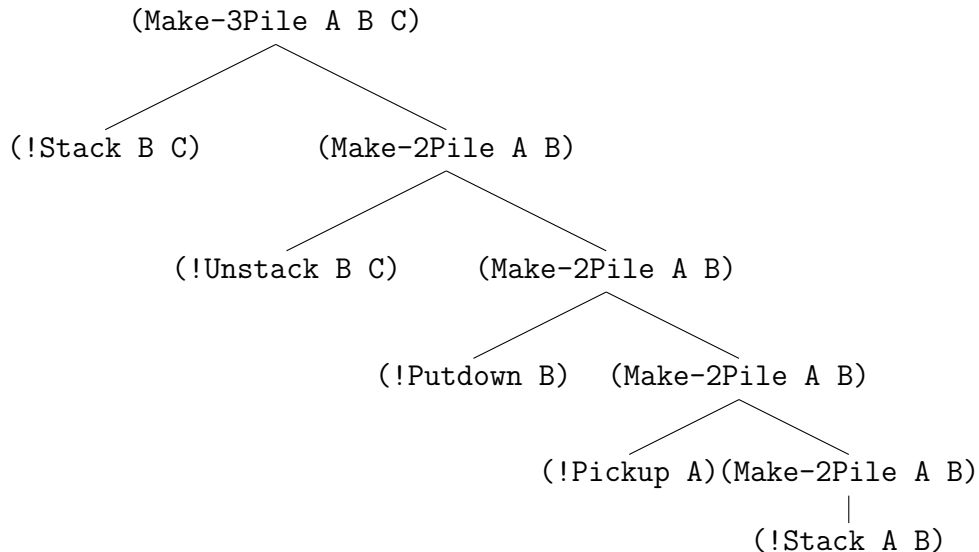 (Make-3Pile A B C)
(!Stack B C) (Make-2Pile A B)
(!Unstack B C) (Make-2Pile A B)
(!Putdown B) (Make-2Pile A B)
(!Pickup A)(Make-2Pile A B)
(!Stack A B)